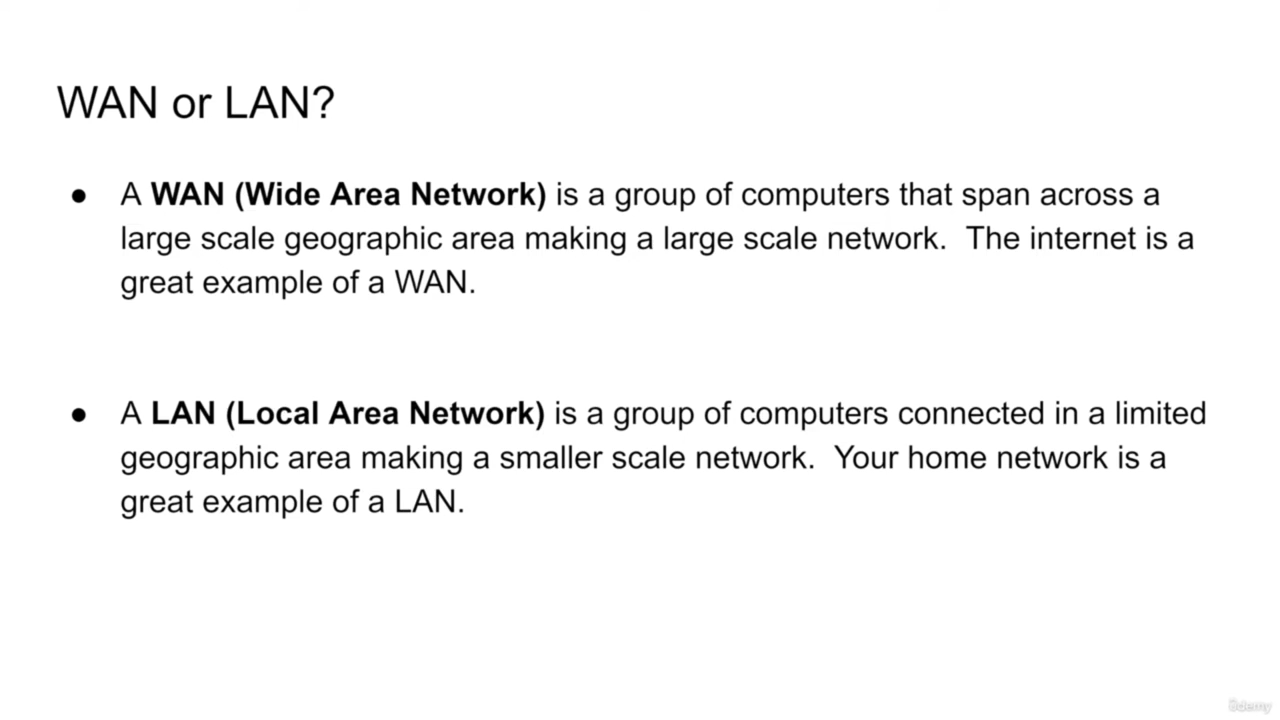 WAN or LAN?
● A WAN (Wide Area Network) is a group of computers that span across a
large scale geographic area making a large scale network.  The internet is a
great example of a WAN.
● A LAN (Local Area Network) is a group of computers connected in a limited
geographic area making a smaller scale network.  Your home network is a
great example of a LAN.
ûdemy